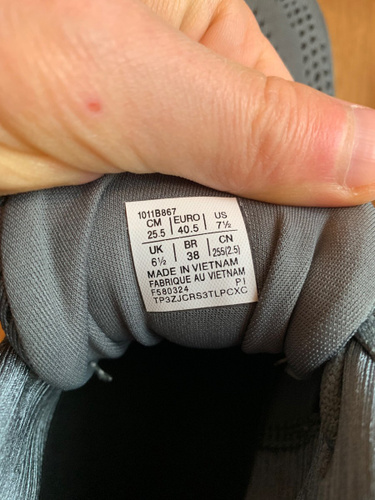 1011B867
CM EURO US
25.5 40.5 7½
UK BR CN
6½ 38 255(2.5)
MADE IN VIETNAM
FABRIQUE AU VIETNAM
F580324 PI
TP3ZJCRS3TLPCXC